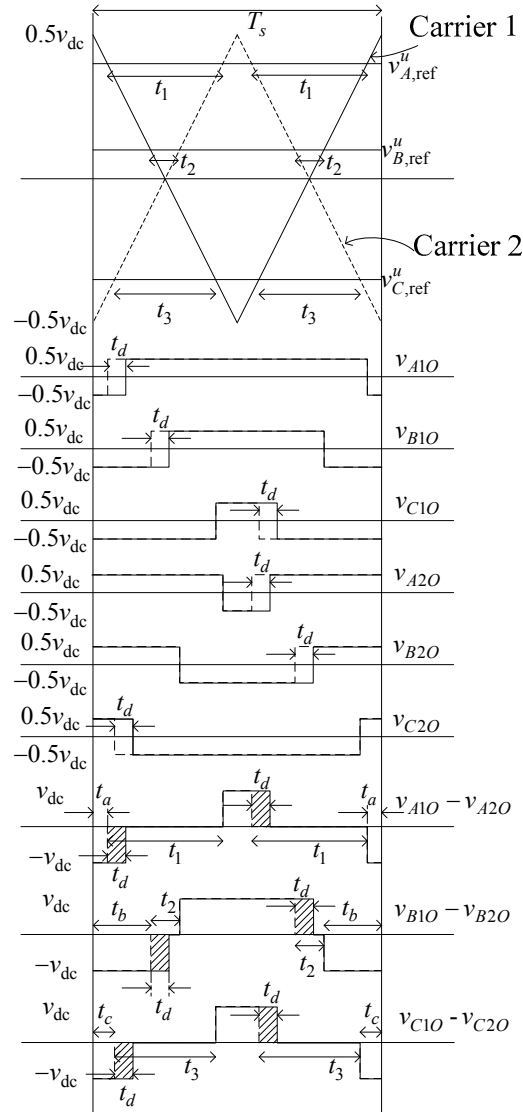 T_s
0.5v_dc
Carrier 1
v^u_A,ref
t_1 t_1
v^u_B,ref
t_2 t_2
Carrier 2
v^u_C,ref
t_3 t_3
−0.5v_dc
0.5v_dc t_d v_A1O
−0.5v_dc
0.5v_dc t_d v_B1O
−0.5v_dc
0.5v_dc t_d v_C1O
−0.5v_dc
0.5v_dc t_d v_A2O
−0.5v_dc
0.5v_dc t_d v_B2O
−0.5v_dc
0.5v_dc t_d v_C2O
−0.5v_dc
v_dc t_a t_d t_a v_A1O − v_A2O
−v_dc t_d t_1 t_1
v_dc t_b t_2 t_d t_b v_B1O − v_B2O
−v_dc t_d t_2
v_dc t_c t_d t_c v_C1O - v_C2O
−v_dc t_d t_3 t_3